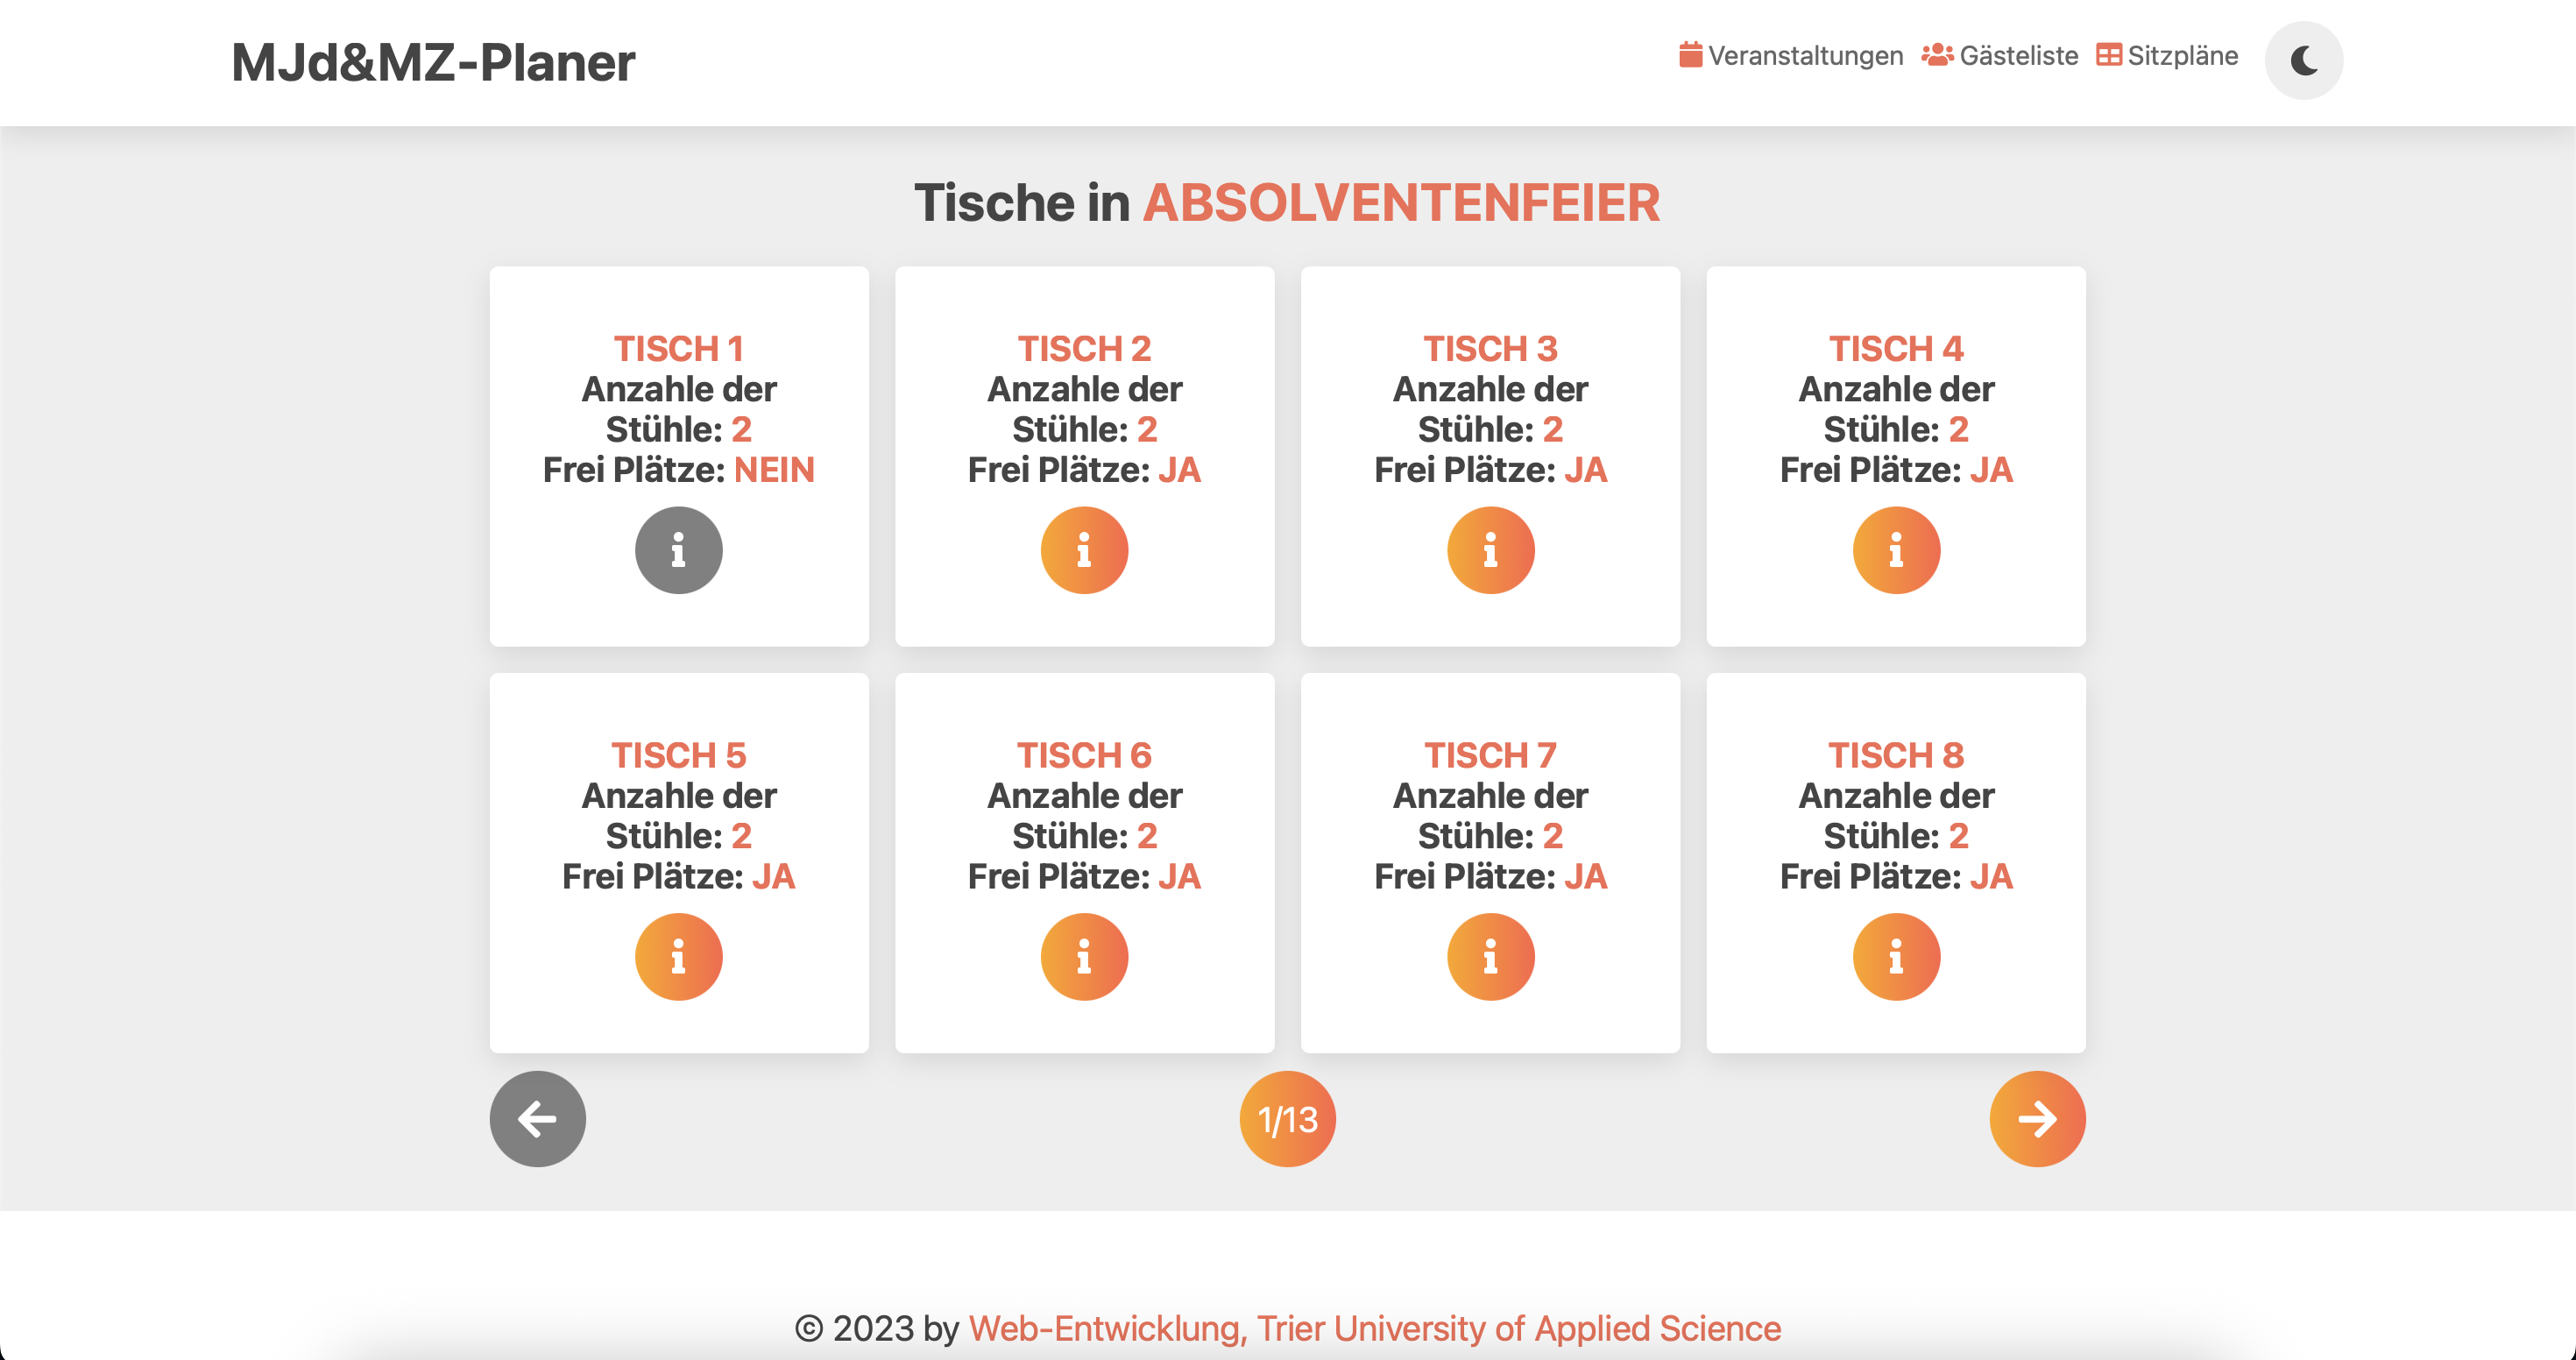 MJd&MZ-Planer
Veranstaltungen Gästeliste Sitzpläne
Tische in ABSOLVENTENFEIER
TISCH 1
Anzahle der
Stühle: 2
Frei Plätze: NEIN
TISCH 2
Anzahle der
Stühle: 2
Frei Plätze: JA
TISCH 3
Anzahle der
Stühle: 2
Frei Plätze: JA
TISCH 4
Anzahle der
Stühle: 2
Frei Plätze: JA
TISCH 5
Anzahle der
Stühle: 2
Frei Plätze: JA
TISCH 6
Anzahle der
Stühle: 2
Frei Plätze: JA
TISCH 7
Anzahle der
Stühle: 2
Frei Plätze: JA
TISCH 8
Anzahle der
Stühle: 2
Frei Plätze: JA
1/13
© 2023 by Web-Entwicklung, Trier University of Applied Science